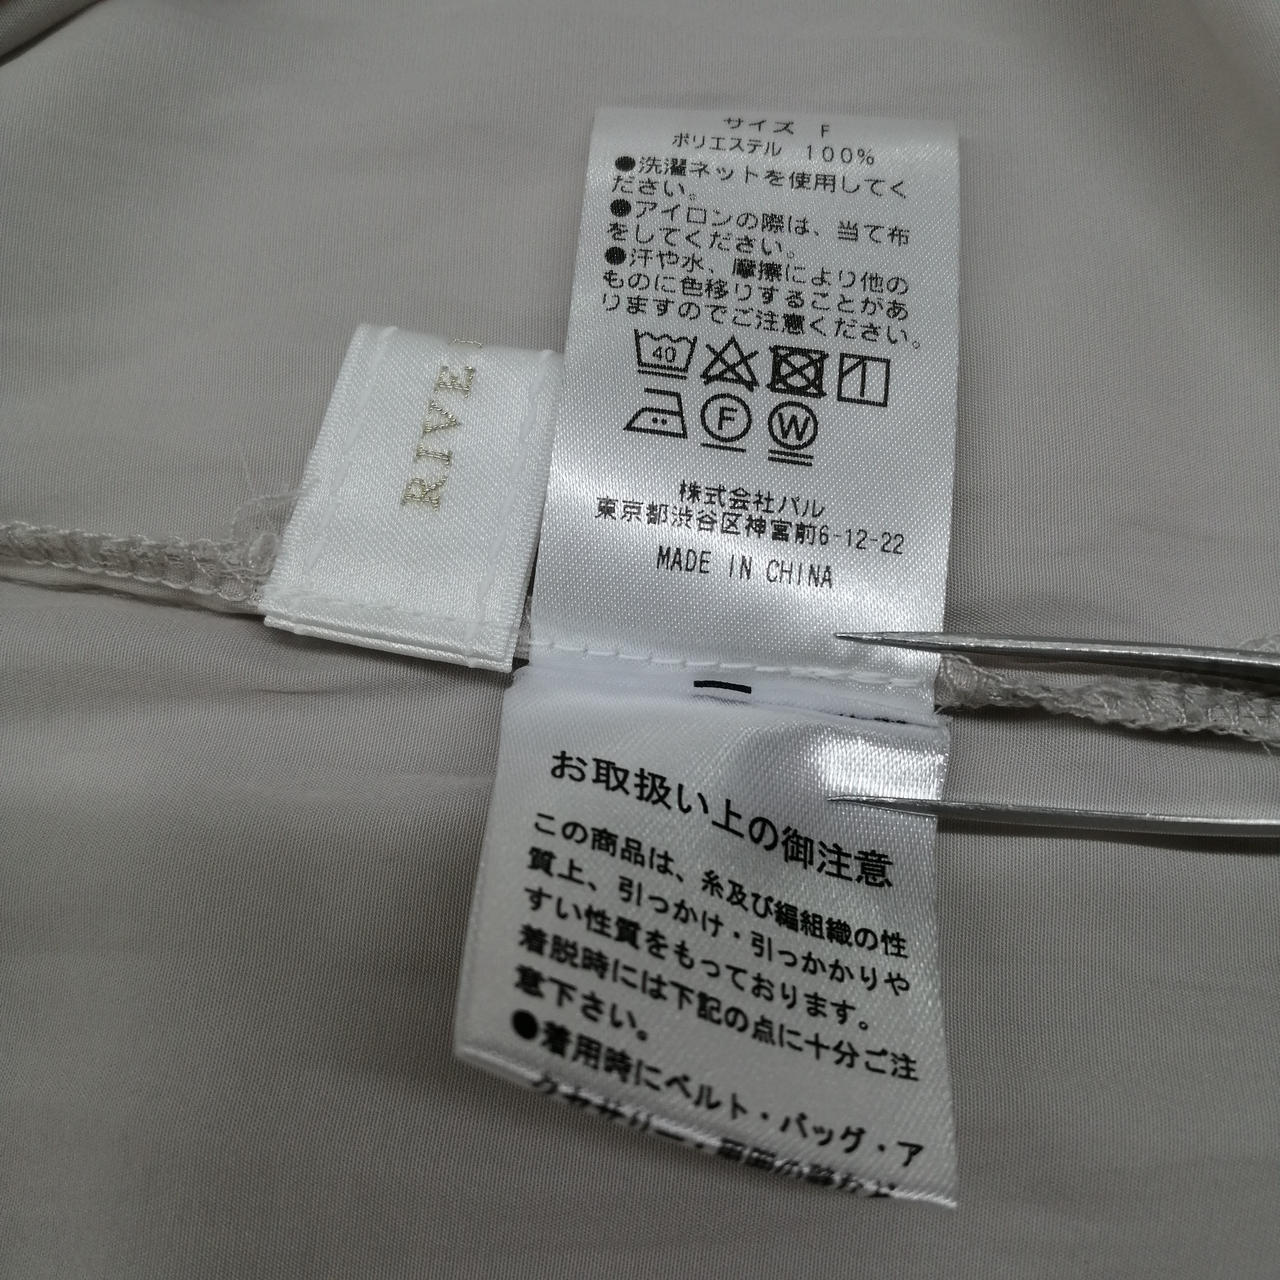 サイズ F
ポリエステル 100%
●洗濯ネットを使用してく
ださい。
●アイロンの際は、当て布
をしてください。
●汗や水、摩擦により他の
ものに色移りすることがあ
りますのでご注意ください。
40
F W
株式会社パル
東京都渋谷区神宮前6-12-22
MADE IN CHINA
RIVE
お取扱い上の御注意
この商品は、糸及び編組織の性
質上、引っかけ・引っかかりや
すい性質をもっております。
着脱時には下記の点に十分ご注
意下さい。
●着用時にベルト・バッグ・ア
クセサリー・